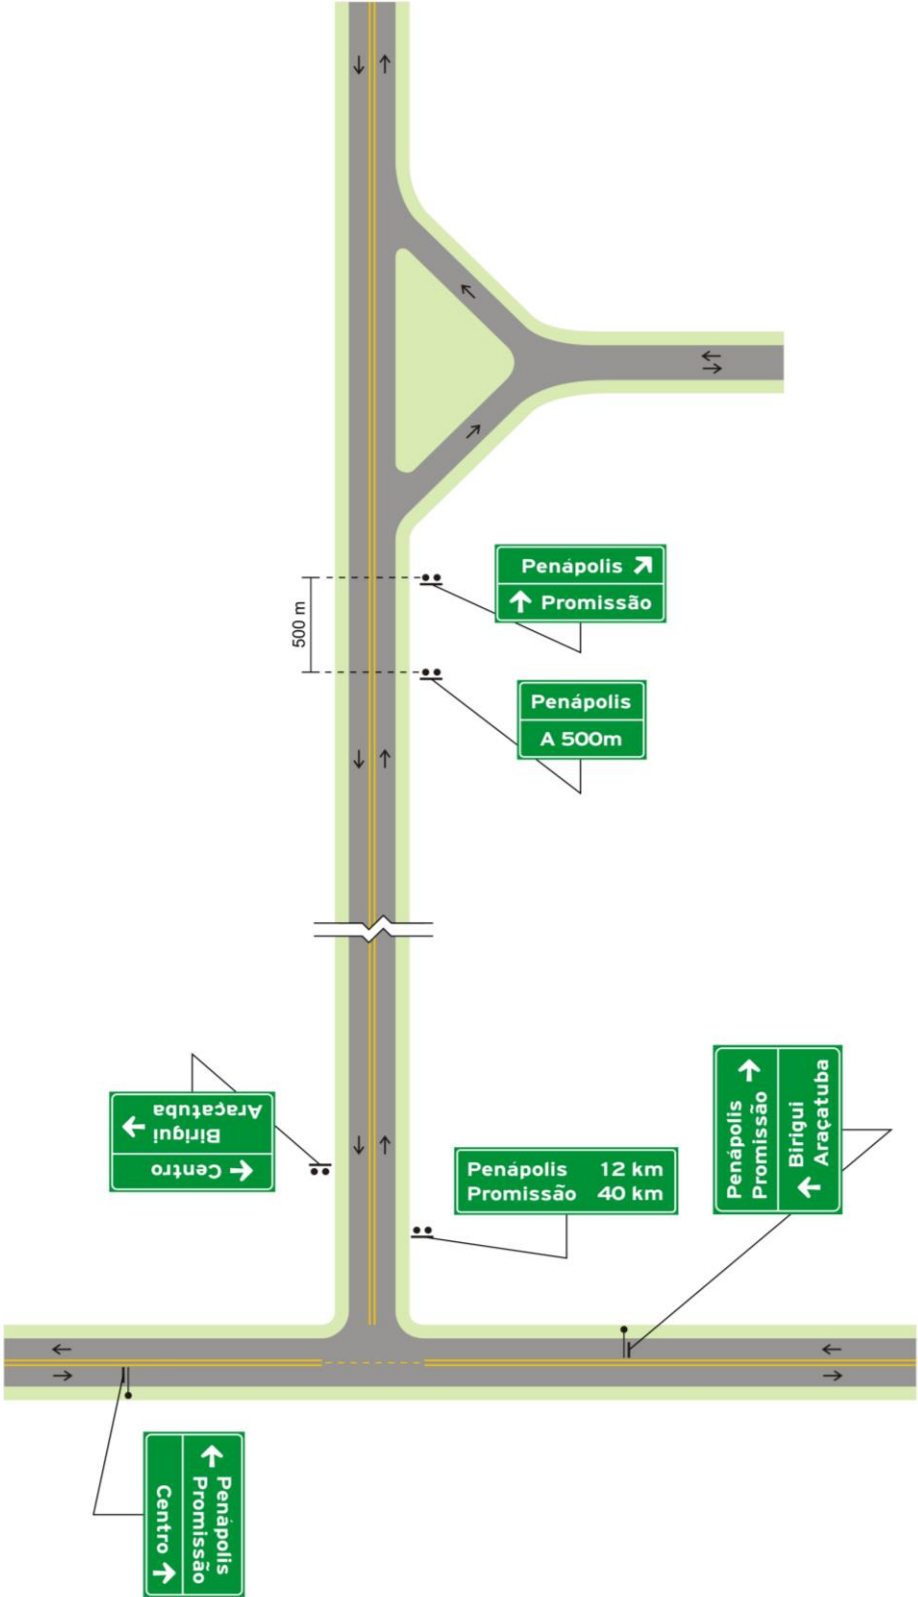 Penápolis
Promissão
500 m
Penápolis
A 500m
Centro
Birigui
Araçatuba
Penápolis 12 km
Promissão 40 km
Penápolis
Promissão
Birigui
Araçatuba
Penápolis
Promissão
Centro